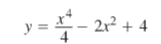 y = x⁴/4 − 2x² + 4